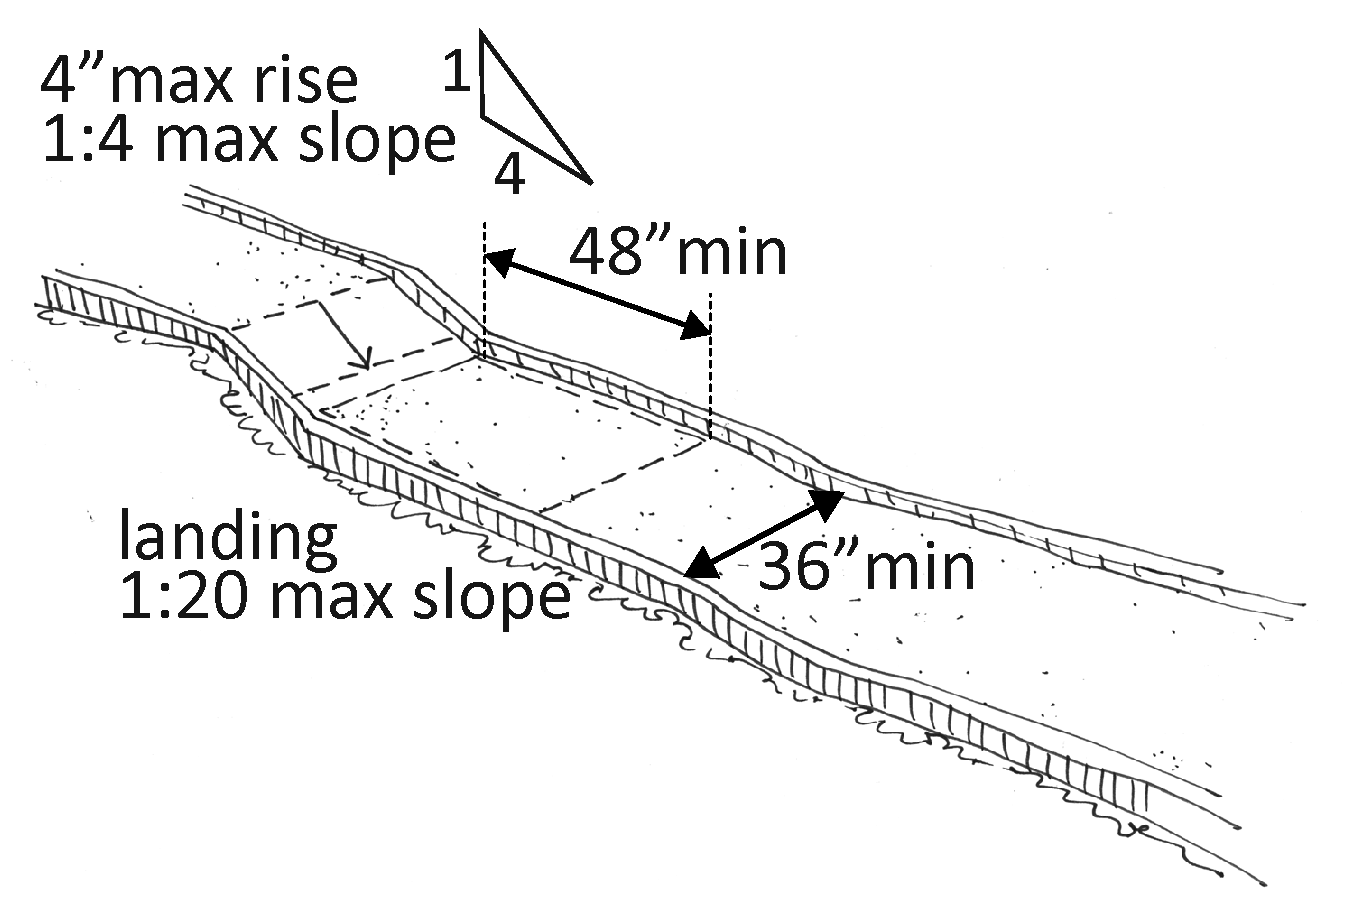 4”max rise
1:4 max slope
1
4
48”min
36”min
landing
1:20 max slope